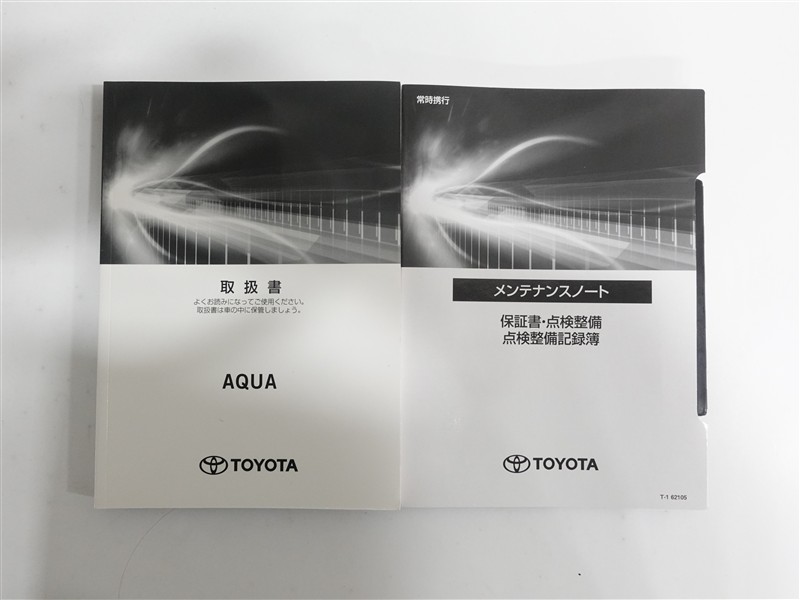 取扱書
よくお読みになってご使用ください。
取扱書は車の中に保管しましょう。
AQUA
TOYOTA
常時携行
メンテナンスノート
保証書・点検整備
点検整備記録簿
TOYOTA
T-1 62105